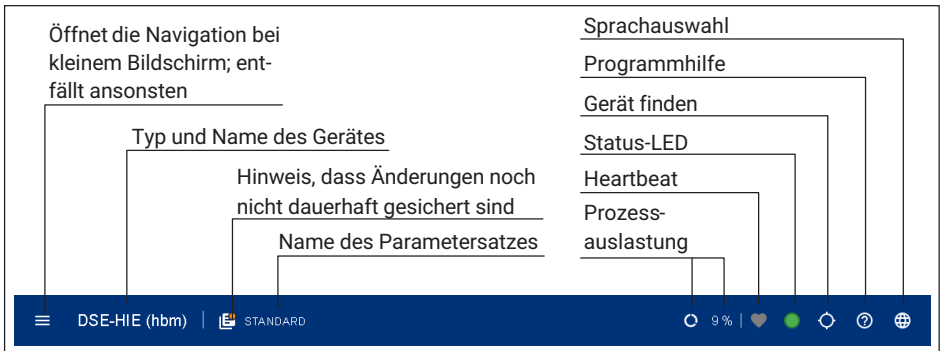 Öffnet die Navigation bei
kleinem Bildschirm; ent-
fällt ansonsten
Typ und Name des Gerätes
Hinweis, dass Änderungen noch
nicht dauerhaft gesichert sind
Name des Parametersatzes
Sprachauswahl
Programmhilfe
Gerät finden
Status-LED
Heartbeat
Prozess-
auslastung
DSE-HIE (hbm) | STANDARD 9 % |